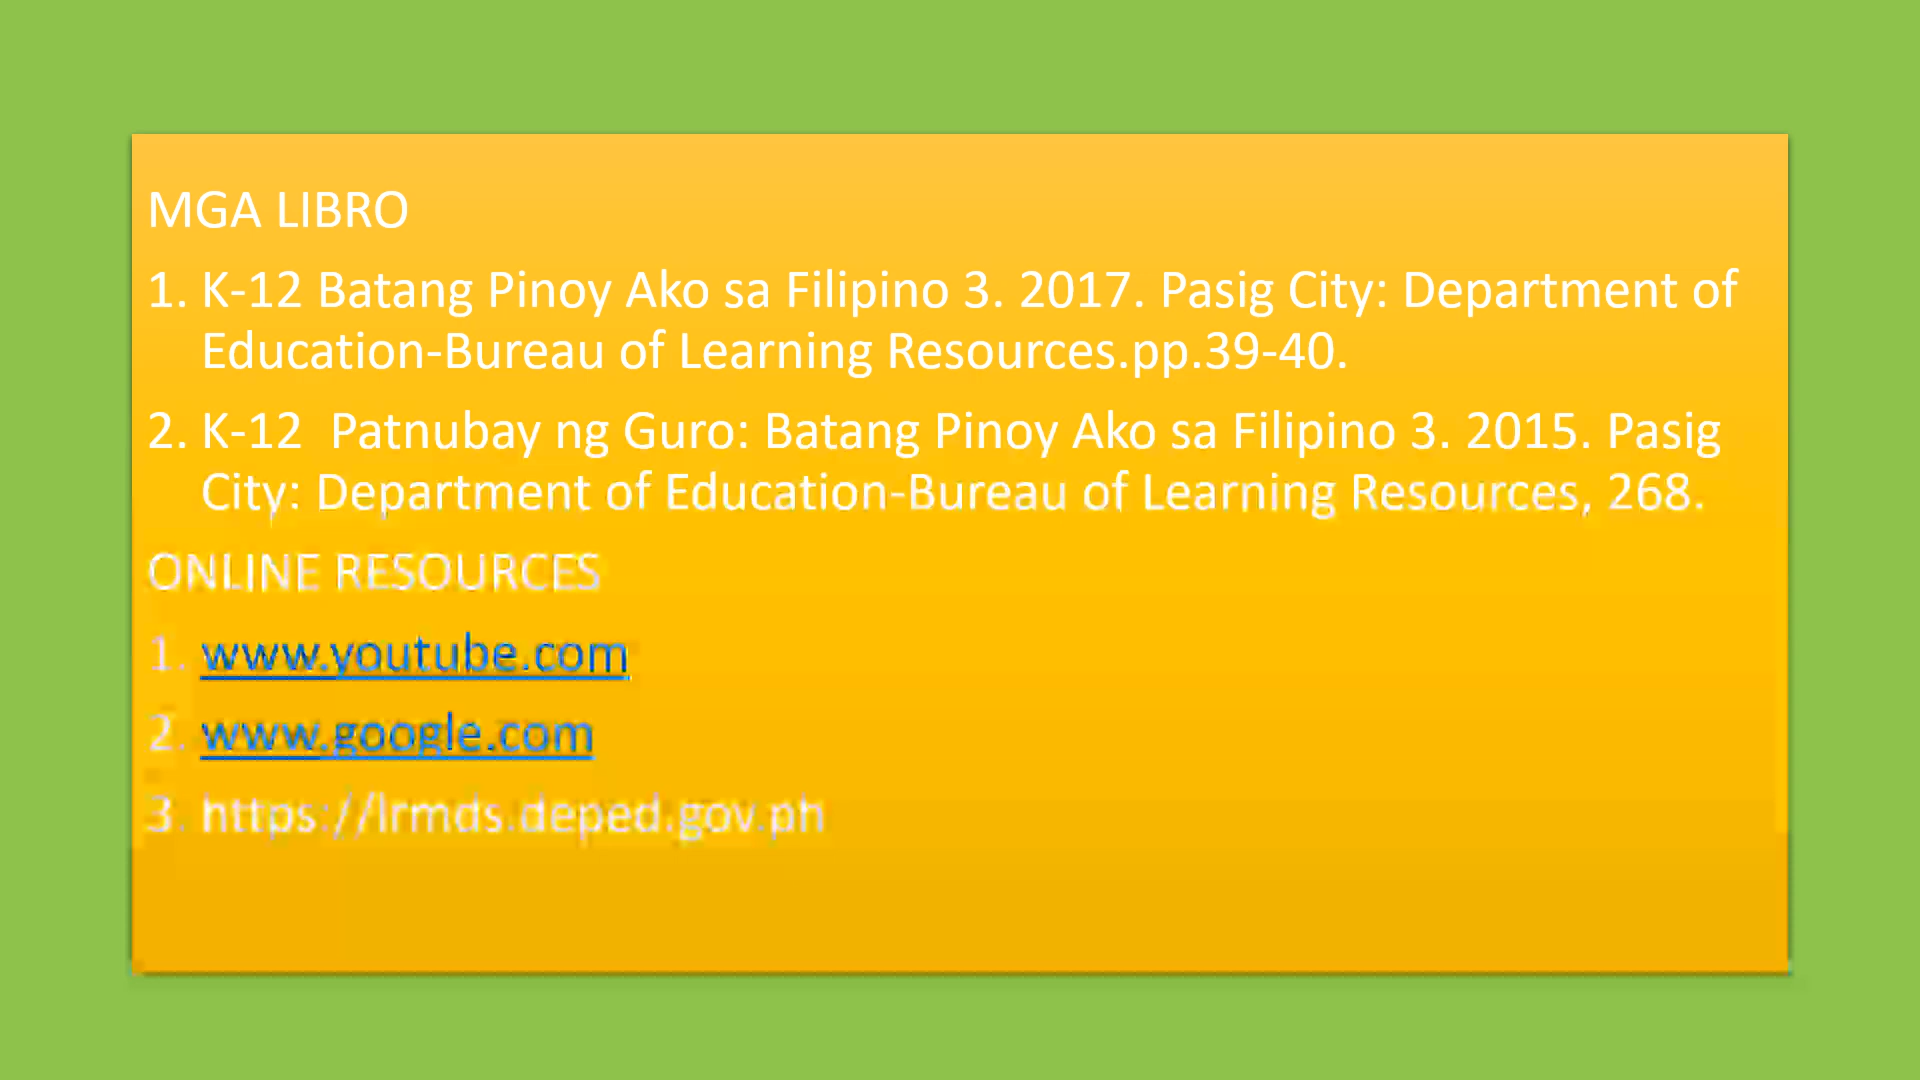 MGA LIBRO
1. K-12 Batang Pinoy Ako sa Filipino 3. 2017. Pasig City: Department of
Education-Bureau of Learning Resources.pp.39-40.
2. K-12  Patnubay ng Guro: Batang Pinoy Ako sa Filipino 3. 2015. Pasig
City: Department of Education-Bureau of Learning Resources, 268.
ONLINE RESOURCES
1. www.youtube.com
2. www.google.com
3. https://lrmds.deped.gov.ph